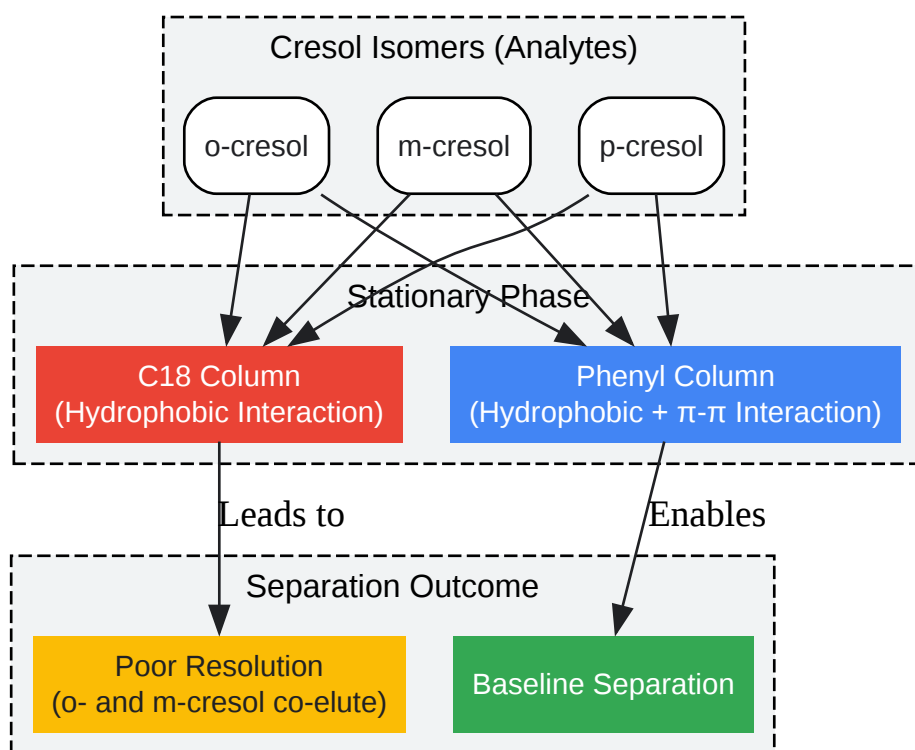 Cresol Isomers (Analytes)
o-cresol
m-cresol
p-cresol
Stationary Phase
C18 Column
(Hydrophobic Interaction)
Phenyl Column
(Hydrophobic + π-π Interaction)
Leads to
Enables
Separation Outcome
Poor Resolution
(o- and m-cresol co-elute)
Baseline Separation